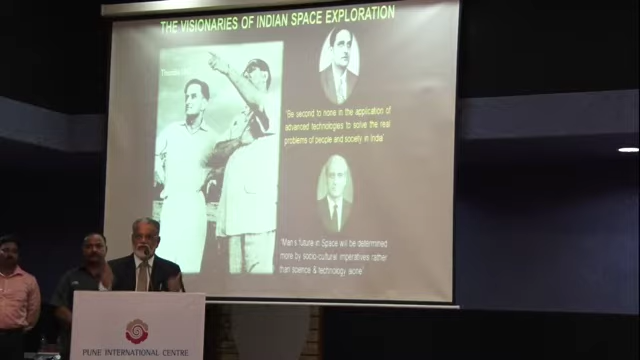 THE VISIONARIES OF INDIAN SPACE EXPLORATION
'Be second to none in the application of
advanced technologies to solve the real
problems of people and society in India'
'Man's future in Space will be determined
more by socio-cultural imperatives rather
than science & technology alone'
PUNE INTERNATIONAL CENTRE